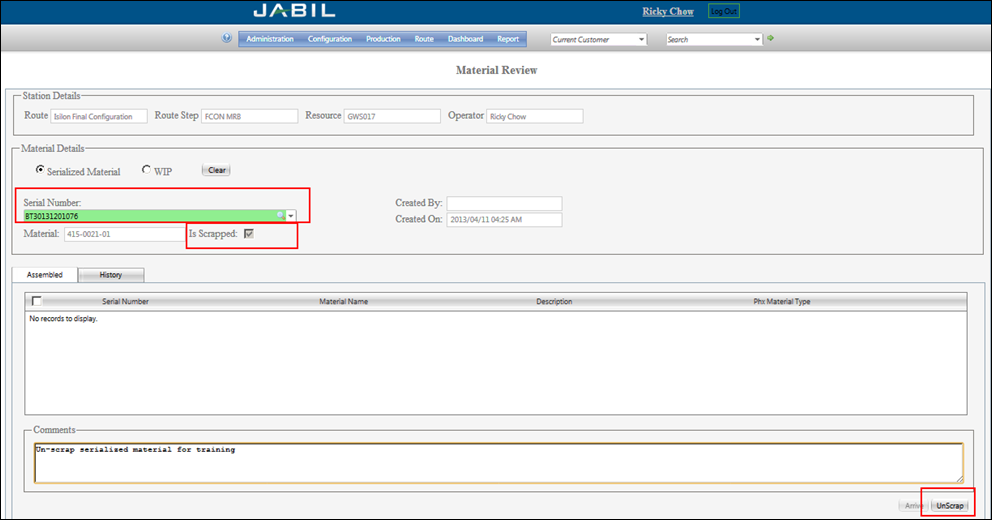 JABIL
Ricky Chow Log Out
Administration Configuration Production Route Dashboard Report Current Customer Search
Material Review
Station Details
Route Isilon Final Configuration Route Step FCON MRB Resource GWS017 Operator Ricky Chow
Material Details
Serialized Material WIP Clear
Serial Number:
8T30131201076
Created By:
Created On: 2013/04/11 04:25 AM
Material: 415-0021-01 Is Scrapped:
Assembled History
Serial Number Material Name Description Phx Material Type
No records to display.
Comments
Un-scrap serialized material for training
Arrive UnScrap